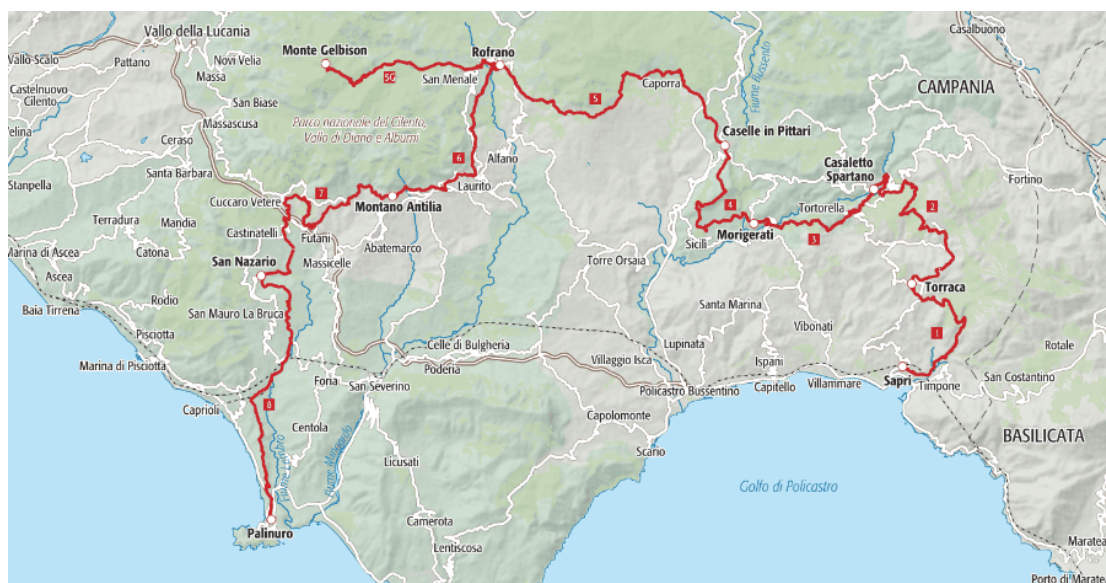 Vallo della Lucania
Monte Gelbison
Rofrano
Casalbuono
Vallo Scalo
Pattano
Novi Velia
Massa
San Menale
5G
5
Caporra
Fiume Bussento
CAMPANIA
Castelnuovo
Cilento
San Biase
Massascusa
Parco nazionale del Cilento,
Vallo di Diano e Alburni
Ceraso
6
Alfano
Caselle in Pittari
Casaletto
Spartano
Fortino
Stanpella
Santa Barbara
7
Laurito
Cuccaro Vetere
Montano Antilia
4
Tortorella
2
Terradura
Mandia
Castinatelli
Futani
Abatemarco
Sicili
Morigerati
3
Marina di Ascea
Catona
Ascea
San Nazario
Massicelle
Torre Orsaia
Torraca
Baia Tirrena
Rodio
Santa Marina
San Mauro La Bruca
Vibonati
1
Pisciotta
Celle di Bulgheria
Villaggio Isca
Lupinata
Rotale
Marina di Pisciotta
Foria
San Severino
Poderia
Ispani
Sapri
Timpone
San Costantino
Policastro Bussentino
Capitello
Villammare
Caprioli
8
Centola
Capolomonte
Scario
BASILICATA
Fiume Lambro
Fiume Mingardo
Licusati
Golfo di Policastro
Palinuro
Camerota
Lentiscosa
Maratea
Porto di Marate